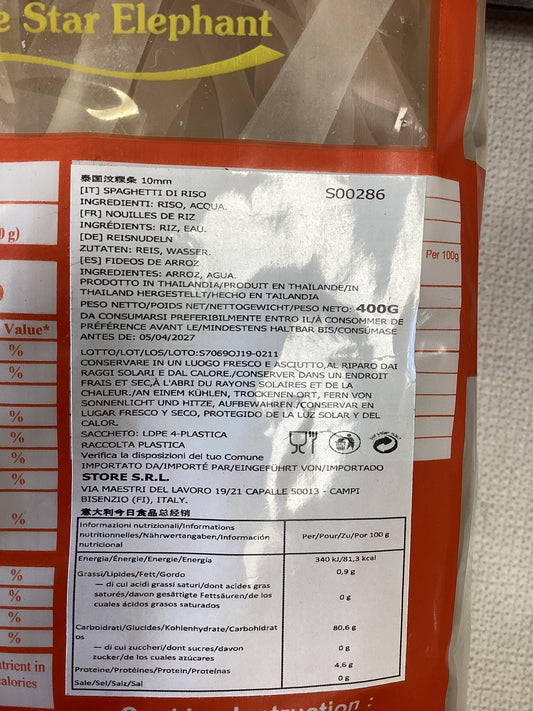 e Star Elephant
泰国汶粿条 10mm
S00286
[IT] SPAGHETTI DI RISO
INGREDIENTI: RISO, ACQUA.
[FR] NOUILLES DE RIZ
INGRÉDIENTS: RIZ, EAU.
[DE] REISNUDELN
ZUTATEN: REIS, WASSER.
[ES] FIDEOS DE ARROZ
INGREDIENTES: ARROZ, AGUA.
PRODOTTO IN THAILANDIA/PRODUIT EN THAILANDE/IN
THAILAND HERGESTELLT/HECHO EN TAILANDIA
PESO NETTO/POIDS NET/NETTOGEWICHT/PESO NETO: 400G
DA CONSUMARSI PREFERIBILMENTE ENTRO IL/A CONSOMMER DE
PRÉFÉRENCE AVANT LE/MINDESTENS HALTBAR BIS/CONSÚMASE
ANTES DE: 05/04/2027
LOTTO/LOT/LOS/LOTO:S7069OJ19-0211
CONSERVARE IN UN LUOGO FRESCO E ASCIUTTO,AL RIPARO DAI
RAGGI SOLARI E DAL CALORE./CONSERVER DANS UN ENDROIT
FRAIS ET SEC,À L'ABRI DU RAYONS SOLAIRES ET DE LA
CHALEUR./AN EINEM KÜHLEN, TROCKENEN ORT, FERN VON
SONNENLICHT UND HITZE, AUFBEWAHREN./CONSERVAR EN
LUGAR FRESCO Y SECO, PROTEGIDO DE LA LUZ SOLAR Y DEL
CALOR.
SACCHETO: LDPE 4-PLASTICA
RACCOLTA PLASTICA
Verifica la disposizioni del tuo Comune
IMPORTATO DA/IMPORTÉ PAR/EINGEFÜHRT VON/IMPORTADO
STORE S.R.L.
VIA MAESTRI DEL LAVORO 19/21 CAPALLE 50013 - CAMPI
BISENZIO (FI), ITALY.
意大利今日食品总经销
Informazioni nutrizionali/Informations
nutritionnelles/Nährwertangaben/Información
nutricional
Per/Pour/Zu/Por 100 g
Energia/Énergie/Energie/Energía 340 kJ/81,3 kcal
Grassi/Lipides/Fett/Gordo 0,9 g
— di cui acidi grassi saturi/dont acides gras
saturés/davon gesättigte Fettsäuren/de los
cuales ácidos grasos saturados
0 g
Carboidrati/Glucides/Kohlenhydrate/Carbohidrat
os
80,6 g
— di cui zuccheri/dont sucres/davon
zucker/de los cuales azúcares
0 g
Proteine/Protéines/Protein/Proteínas 4,6 g
Sale/Sel/Salz/Sal 0 g
0 g)
Value*
%
%
%
%
%
%
%
%
%
%
utrient in
calories
Per 100g